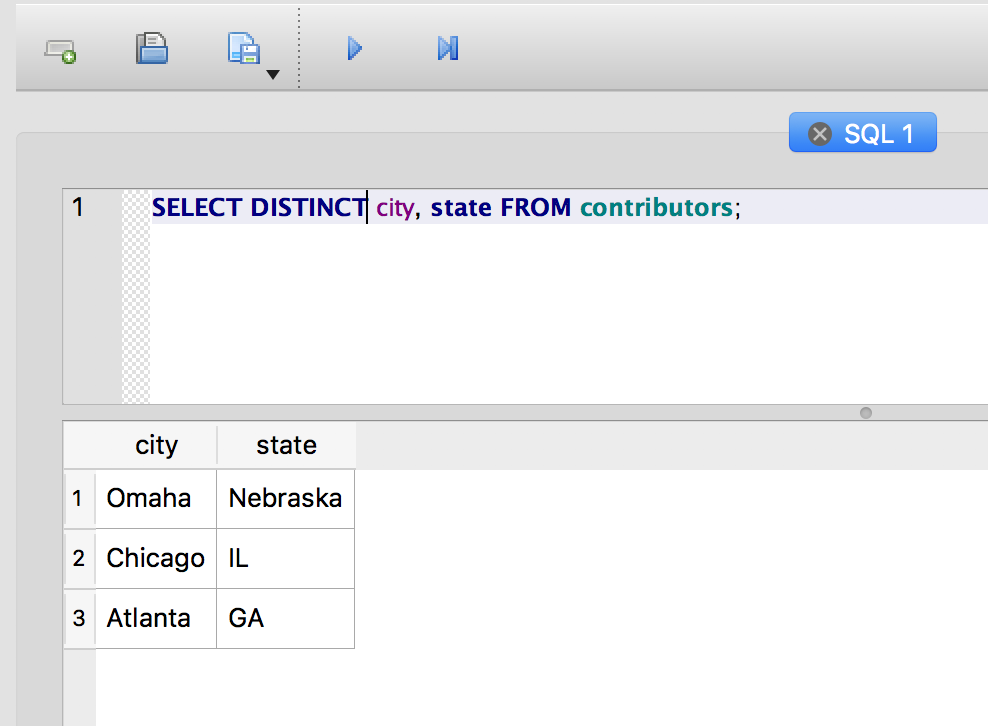 SQL 1
1 SELECT DISTINCT city, state FROM contributors;
city state
1 Omaha Nebraska
2 Chicago IL
3 Atlanta GA